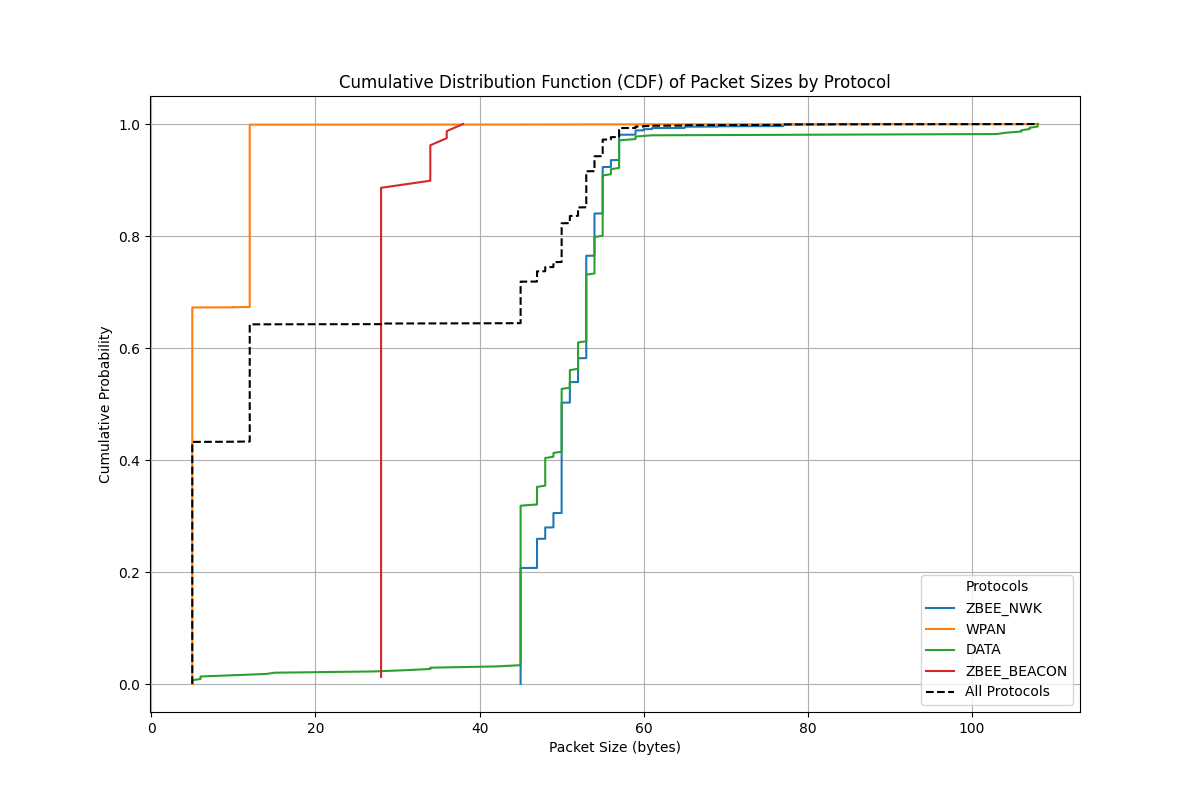 Cumulative Distribution Function (CDF) of Packet Sizes by Protocol
1.0
0.8
0.6
0.4
0.2
0.0
Cumulative Probability
0 20 40 60 80 100
Packet Size (bytes)
Protocols
ZBEE_NWK
WPAN
DATA
ZBEE_BEACON
All Protocols